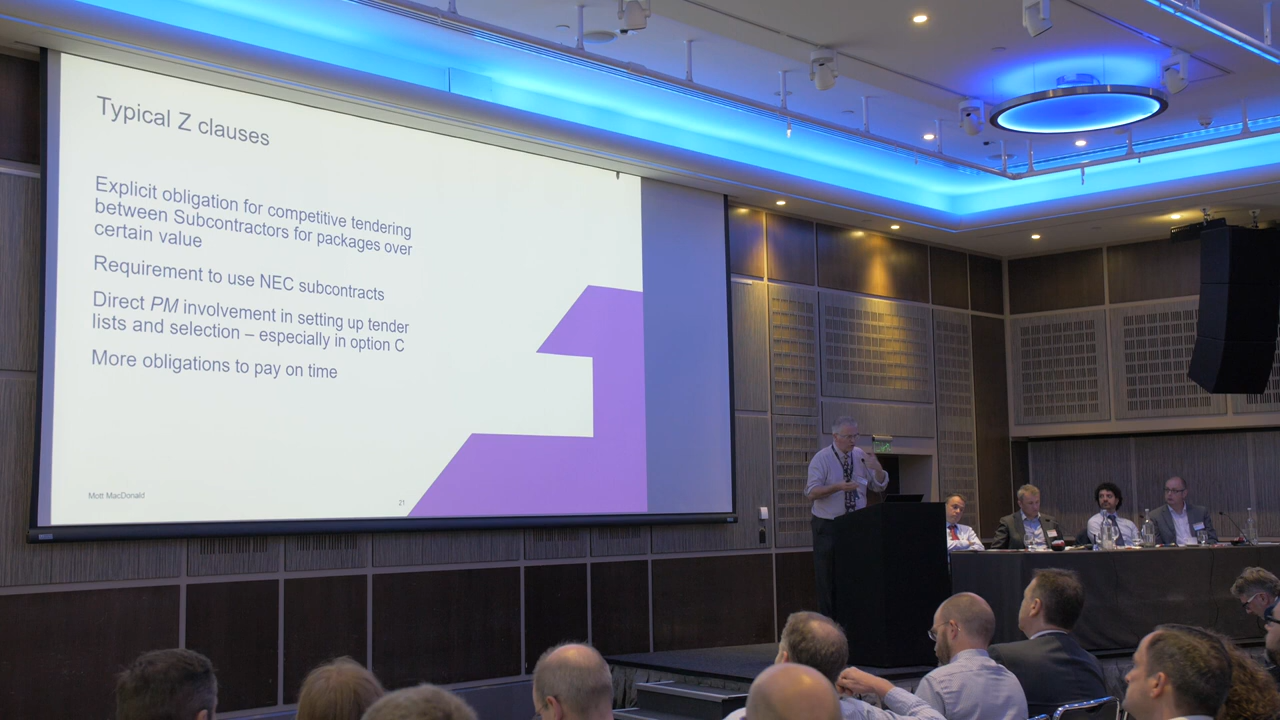 Typical Z clauses
Explicit obligation for competitive tendering
between Subcontractors for packages over
certain value
Requirement to use NEC subcontracts
Direct PM involvement in setting up tender
lists and selection – especially in option C
More obligations to pay on time
Mott MacDonald
21